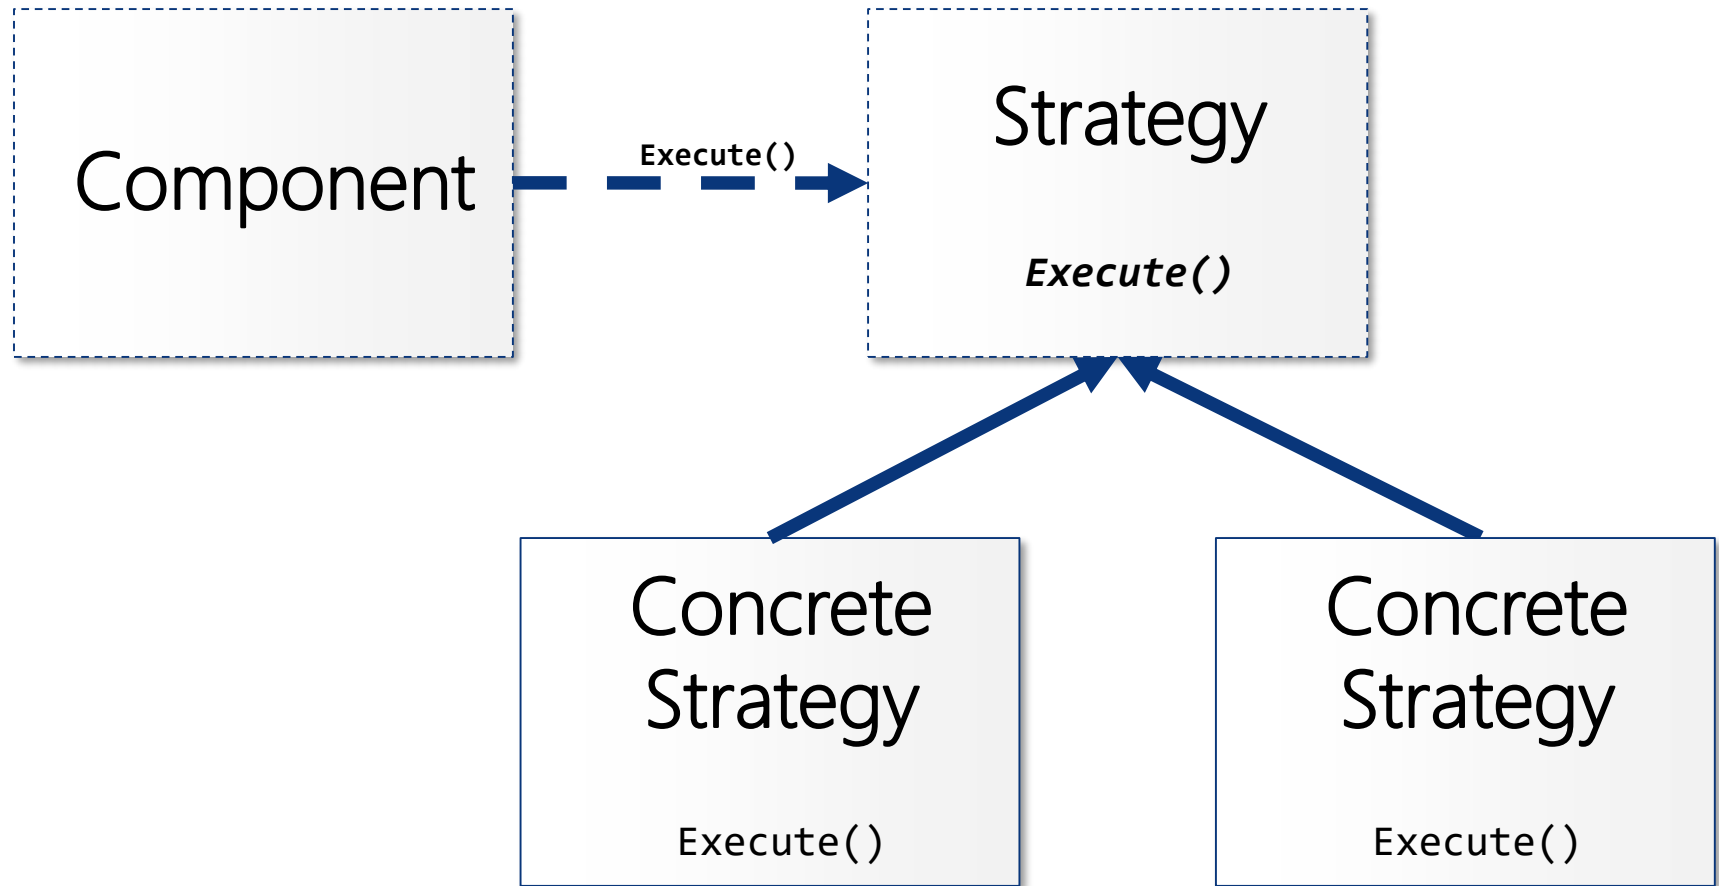 Component
Execute()
Strategy
Execute()
Concrete
Strategy
Execute()
Concrete
Strategy
Execute()